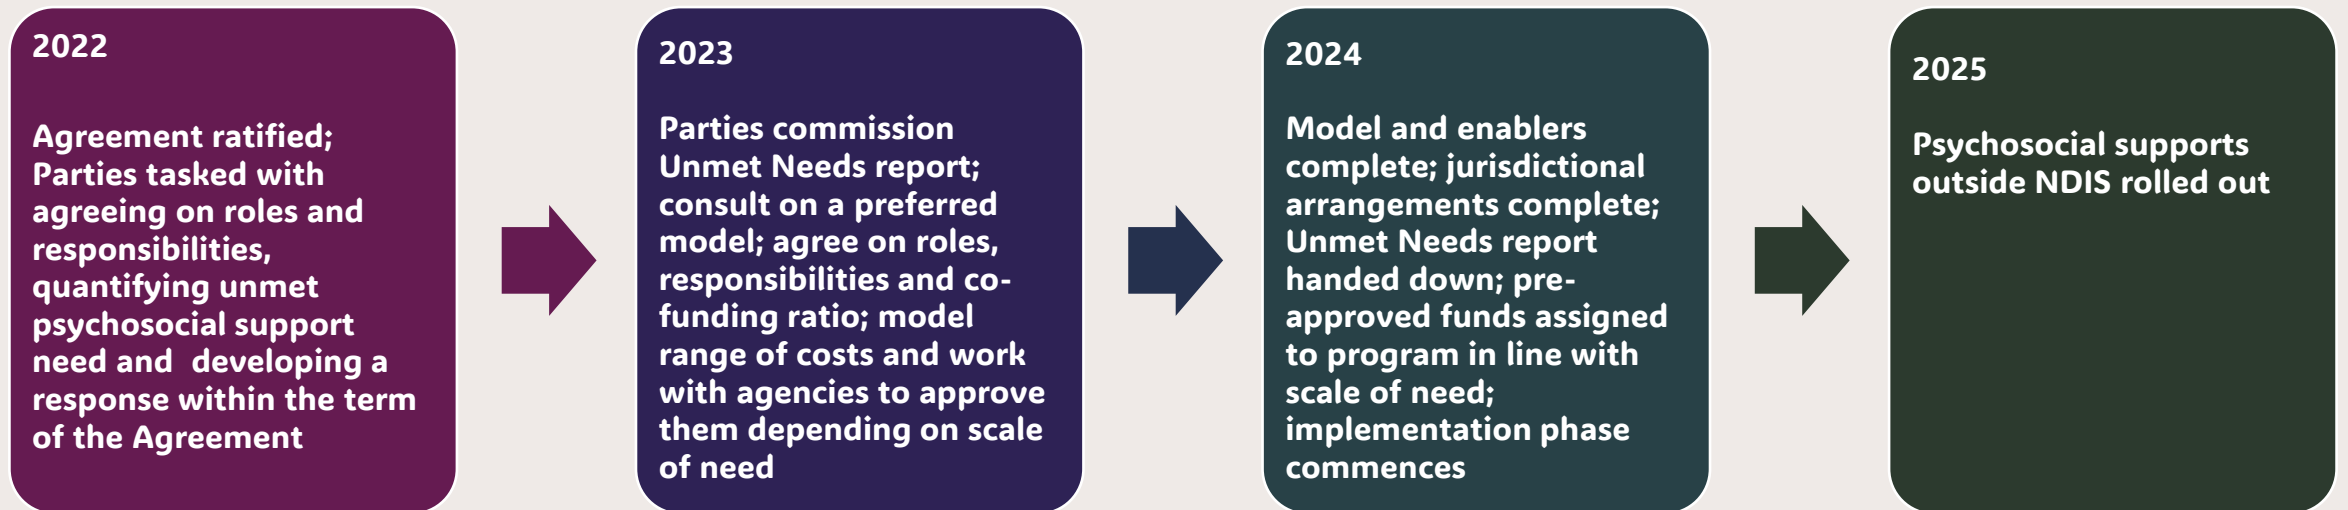 2022
Agreement ratified;
Parties tasked with
agreeing on roles and
responsibilities,
quantifying unmet
psychosocial support
need and  developing a
response within the term
of the Agreement
2023
Parties commission
Unmet Needs report;
consult on a preferred
model; agree on roles,
responsibilities and co-
funding ratio; model
range of costs and work
with agencies to approve
them depending on scale
of need
2024
Model and enablers
complete; jurisdictional
arrangements complete;
Unmet Needs report
handed down; pre-
approved funds assigned
to program in line with
scale of need;
implementation phase
commences
2025
Psychosocial supports
outside NDIS rolled out